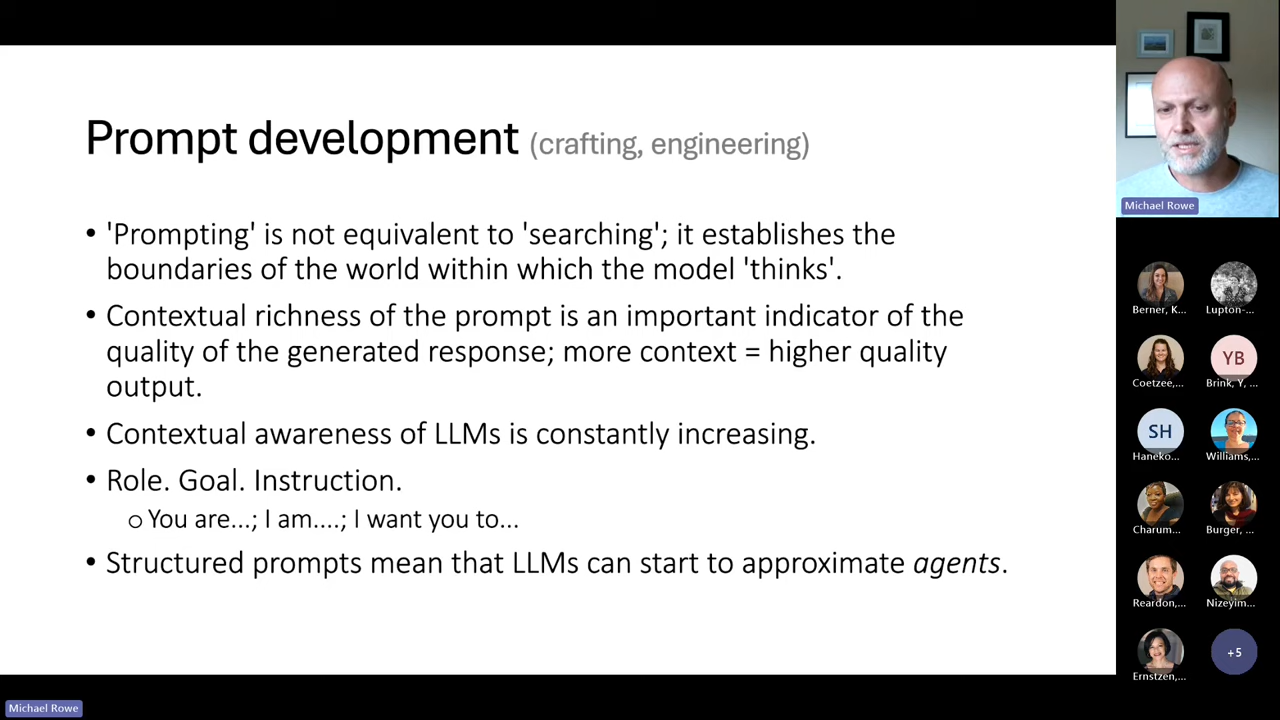 Prompt development (crafting, engineering)
• 'Prompting' is not equivalent to 'searching'; it establishes the
boundaries of the world within which the model 'thinks'.
• Contextual richness of the prompt is an important indicator of the
quality of the generated response; more context = higher quality
output.
• Contextual awareness of LLMs is constantly increasing.
• Role. Goal. Instruction.
o You are...; I am....; I want you to...
• Structured prompts mean that LLMs can start to approximate agents.
Michael Rowe
Berner, K...
Lupton-...
Coetzee,...
YB
Brink, Y, ...
SH
Haneko...
Williams,...
Charum...
Burger, ...
Reardon,...
Nizeyim...
Ernstzen,...
+5
Michael Rowe